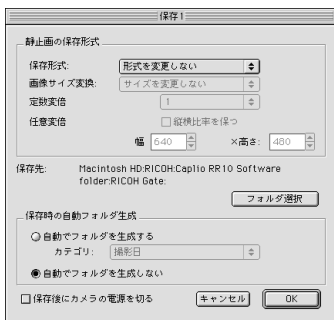 保存1
静止画の保存形式
保存形式: 形式を変更しない
画像サイズ変換: サイズを変更しない
定数変倍 1
任意変倍 □縦横比率を保つ
幅 640 ×高さ: 480
保存先: Macintosh HD:RICOH:Caplio RR10 Software
folder:RICOH Gate:
フォルダ選択
保存時の自動フォルダ生成
自動でフォルダを生成する
カテゴリ: 撮影日
自動でフォルダを生成しない
保存後にカメラの電源を切る キャンセル OK